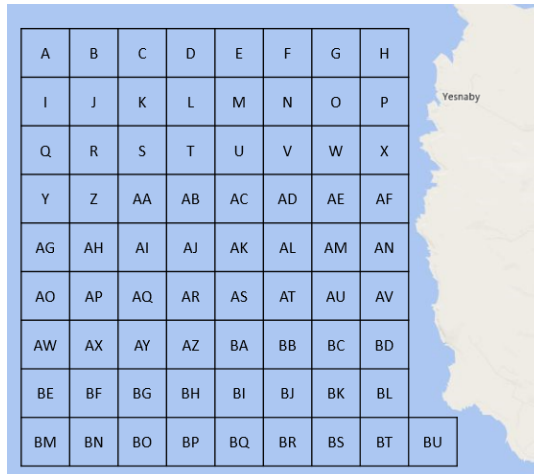 A B C D E F G H
I J K L M N O P
Yesnaby
Q R S T U V W X
Y Z AA AB AC AD AE AF
AG AH AI AJ AK AL AM AN
AO AP AQ AR AS AT AU AV
AW AX AY AZ BA BB BC BD
BE BF BG BH BI BJ BK BL
BM BN BO BP BQ BR BS BT BU